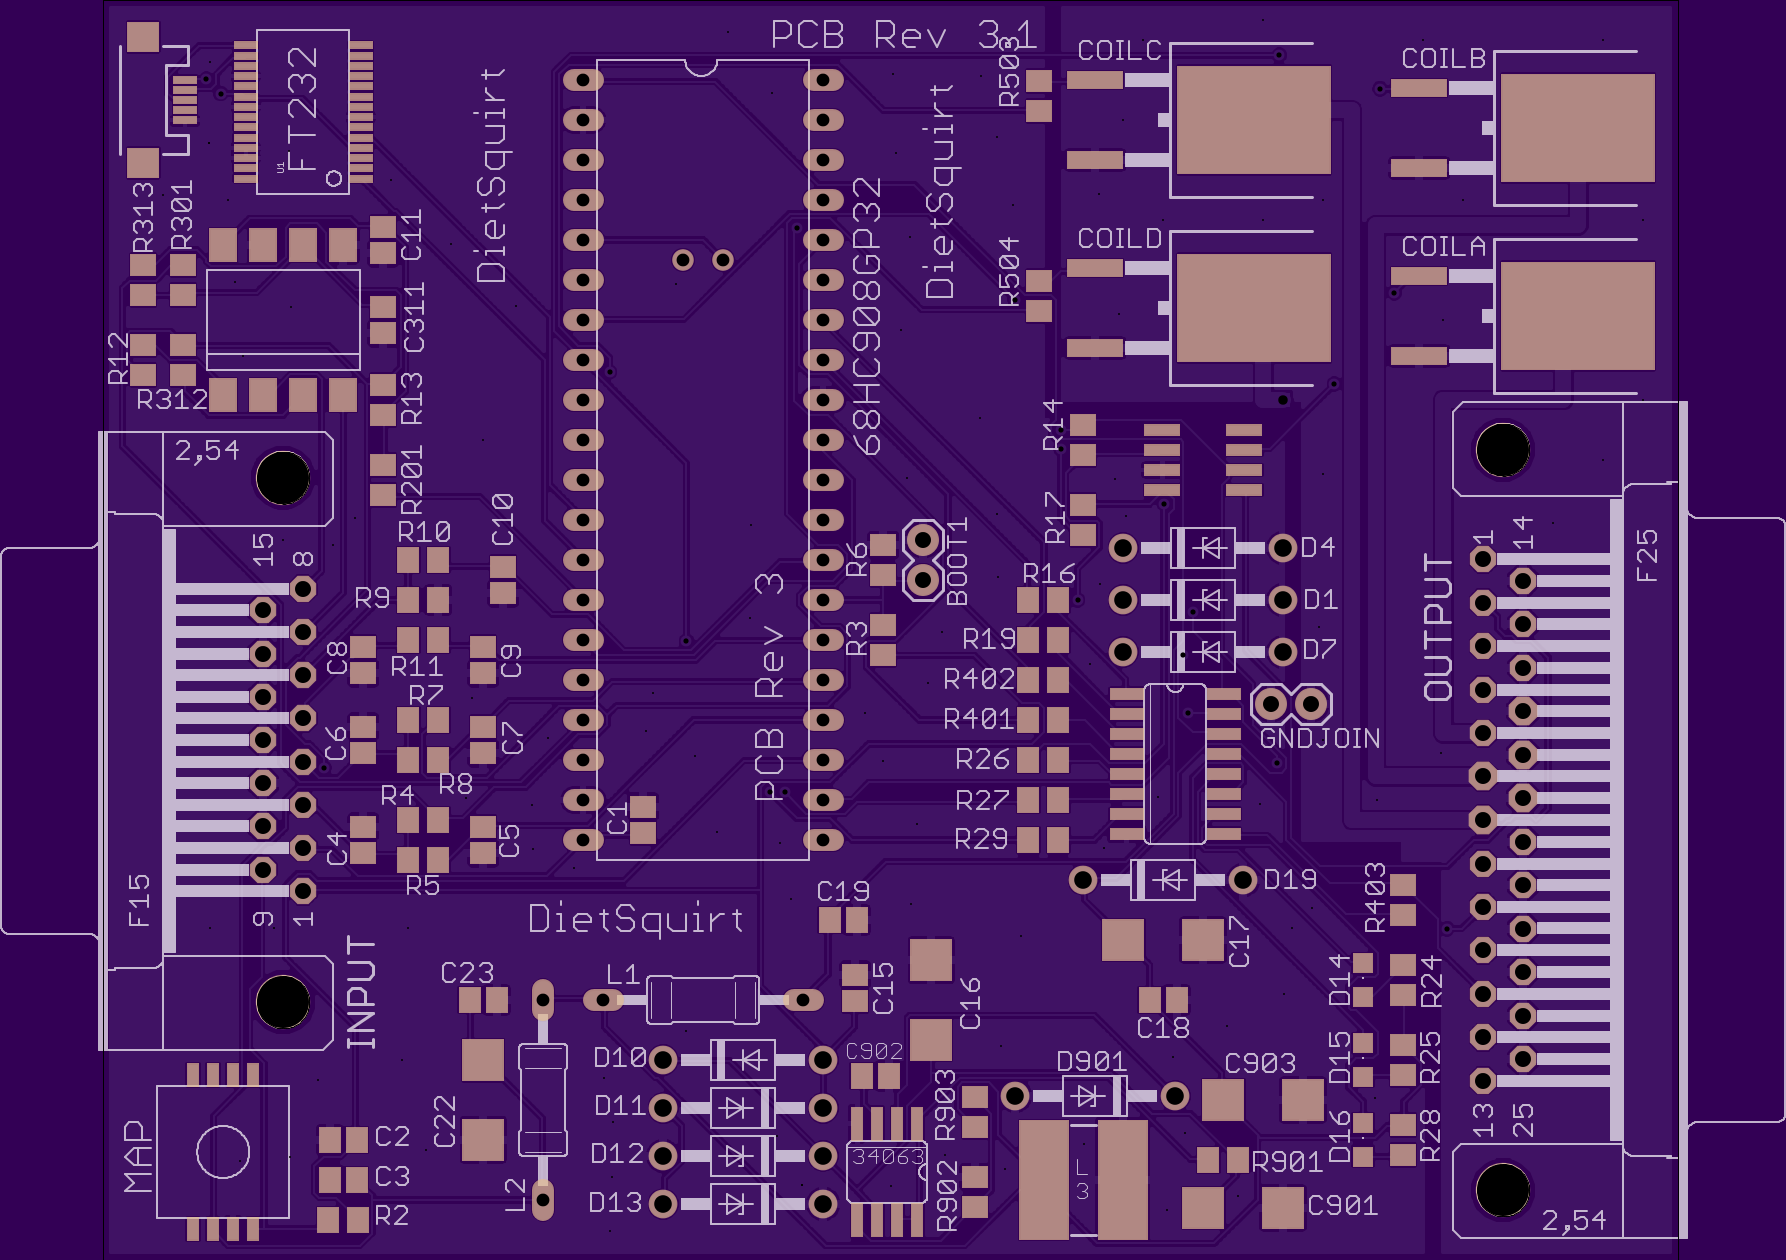 PCB Rev 3.1
COILC
COILB
R503
FT232
U1
DietSquirt
DietSquirt
R313
R301
C11
68HC908GP32
R504
COILD
COILA
C311
R12
R312
R13
2,54
R201
R14
R17
C10
R10
15
8
R6
BOOT1
R16
D4
D1
D7
1
14
F25
OUTPUT
R9
R3
R19
C8
R11
C9
R402
R7
PCB Rev 3
R401
C6
C7
R26
GNDJOIN
R8
R4
R27
C1
R29
C4
C5
R5
F15
9
1
C19
D19
R403
DietSquirt
INPUT
C17
C23
L1
C15
C16
C18
D14
R24
D10
C902
D901
C903
D15
R25
D11
R903
13
25
C22
MAP
C2
D12
34063
L3
R901
D16
R28
C3
L2
D13
R902
C901
R2
2,54